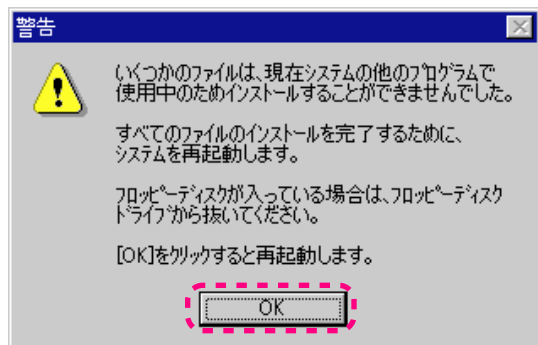 警告
いくつかのファイルは、現在システムの他のプログラムで
使用中のためインストールすることができませんでした。
すべてのファイルのインストールを完了するために、
システムを再起動します。
フロッピーディスクが入っている場合は、フロッピーディスク
ドライブから抜いてください。
[OK]をクリックすると再起動します。
OK